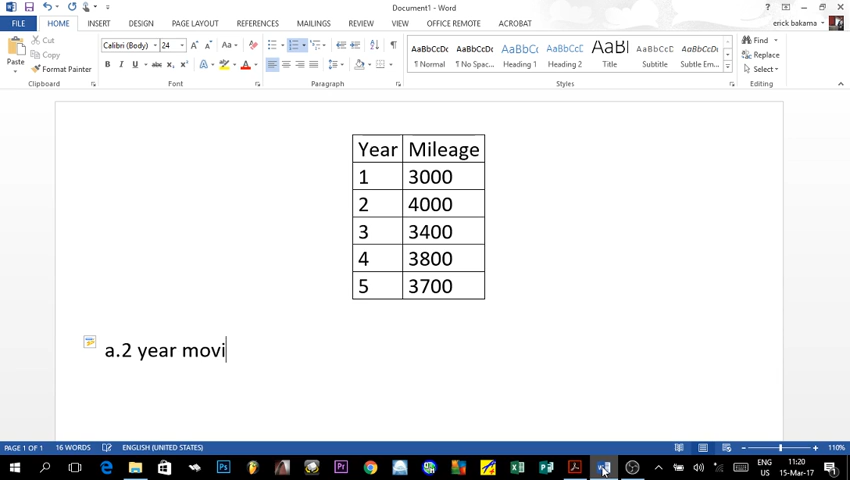 Document1 - Word
FILE HOME INSERT DESIGN PAGE LAYOUT REFERENCES MAILINGS REVIEW VIEW OFFICE REMOTE ACROBAT erick bakama
Cut
Copy
Format Painter
Paste
Calibri (Body) 24
AaBbCcDc AaBbCcDc AaBbC AaBbCcC AaBl AaBbCcC AaBbCcDc
¶ Normal ¶ No Spac... Heading 1 Heading 2 Title Subtitle Subtle Em...
Find
Replace
Select
Clipboard Font Paragraph Styles Editing
Year Mileage
1 3000
2 4000
3 3400
4 3800
5 3700
a.2 year movi
PAGE 1 OF 1 16 WORDS ENGLISH (UNITED STATES) 110%
ENG 11:20
US 15-Mar-17